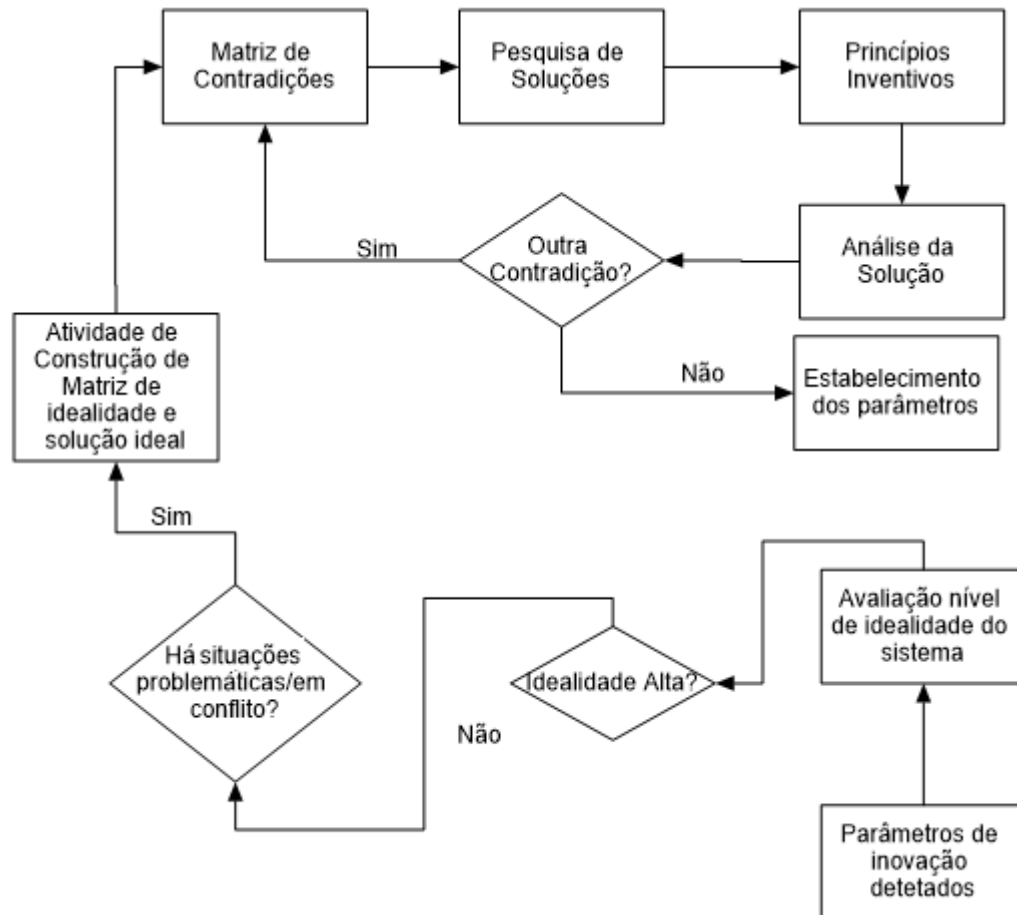 Matriz de
Contradições
Pesquisa de
Soluções
Princípios
Inventivos
Sim
Outra
Contradição?
Análise da
Solução
Atividade de
Construção de
Matriz de
idealidade e
solução ideal
Não
Estabelecimento
dos parâmetros
Sim
Há situações
problemáticas/em
conflito?
Não
Idealidade Alta?
Avaliação nível
de idealidade do
sistema
Parâmetros de
inovação
detetados